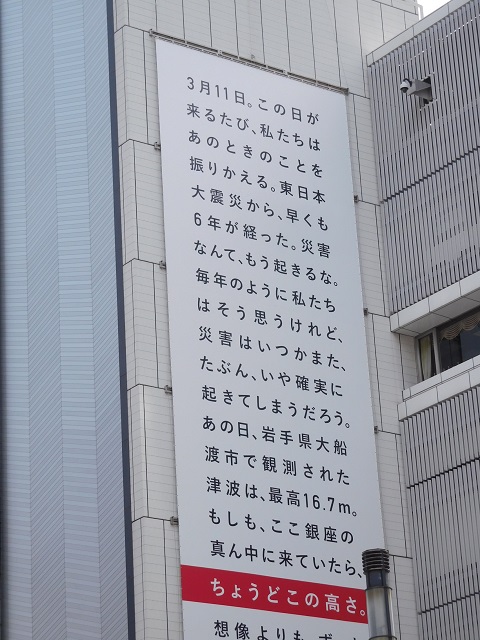 3月11日。この日が
来るたび、私たちは
あのときのことを
振りかえる。東日本
大震災から、早くも
6年が経った。災害
なんて、もう起きるな。
毎年のように私たち
はそう思うけれど、
災害はいつかまた、
たぶん、いや確実に
起きてしまうだろう。
あの日、岩手県大船
渡市で観測された
津波は、最高16.7m。
もしも、ここ銀座の
真ん中に来ていたら、
ちょうどこの高さ。
想像よりも、ず